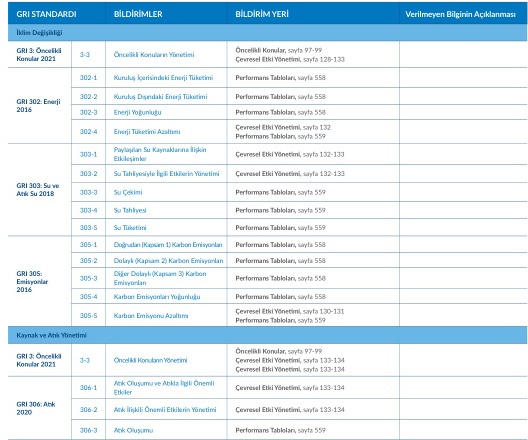 GRI STANDARDI BİLDİRİMLER BİLDİRİM YERİ Verilmeyen Bilginin Açıklanması
İklim Değişikliği
GRI 3: Öncelikli Konular 2021
3-3 Öncelikli Konuların Yönetimi
Öncelikli Konular, sayfa 97-99
Çevresel Etki Yönetimi, sayfa 128-133
GRI 302: Enerji 2016
302-1 Kuruluş İçerisindeki Enerji Tüketimi Performans Tabloları, sayfa 558
302-2 Kuruluş Dışındaki Enerji Tüketimi Performans Tabloları, sayfa 558
302-3 Enerji Yoğunluğu Performans Tabloları, sayfa 558
302-4 Enerji Tüketimi Azaltımı
Çevresel Etki Yönetimi, sayfa 132
Performans Tabloları, sayfa 559
GRI 303: Su ve Atık Su 2018
303-1 Paylaşılan Su Kaynaklarına İlişkin
Etkileşimler
Çevresel Etki Yönetimi, sayfa 132-133
303-2 Su Tahliyesiyle İlgili Etkilerin Yönetimi Çevresel Etki Yönetimi, sayfa 132-133
303-3 Su Çekimi Performans Tabloları, sayfa 559
303-4 Su Tahliyesi Performans Tabloları, sayfa 559
303-5 Su Tüketimi Performans Tabloları, sayfa 559
GRI 305: Emisyonlar 2016
305-1 Doğrudan (Kapsam 1) Karbon Emisyonları Performans Tabloları, sayfa 558
305-2 Dolaylı (Kapsam 2) Karbon Emisyonları Performans Tabloları, sayfa 558
305-3 Diğer Dolaylı (Kapsam 3) Karbon
Emisyonları
Performans Tabloları, sayfa 558
305-4 Karbon Emisyonları Yoğunluğu Performans Tabloları, sayfa 558
305-5 Karbon Emisyonu Azaltımı
Çevresel Etki Yönetimi, sayfa 130-131
Performans Tabloları, sayfa 559
Kaynak ve Atık Yönetimi
GRI 3: Öncelikli Konular 2021
3-3 Öncelikli Konuların Yönetimi
Öncelikli Konular, sayfa 97-99
Çevresel Etki Yönetimi, sayfa 133-134
Çevresel Etki Yönetimi, sayfa 133-134
GRI 306: Atık 2020
306-1 Atık Oluşumu ve Atıkla İlgili Önemli
Etkiler
Çevresel Etki Yönetimi, sayfa 133-134
306-2 Atık İlişkili Önemli Etkilerin Yönetimi Çevresel Etki Yönetimi, sayfa 133-134
306-3 Atık Oluşumu Performans Tabloları, sayfa 559